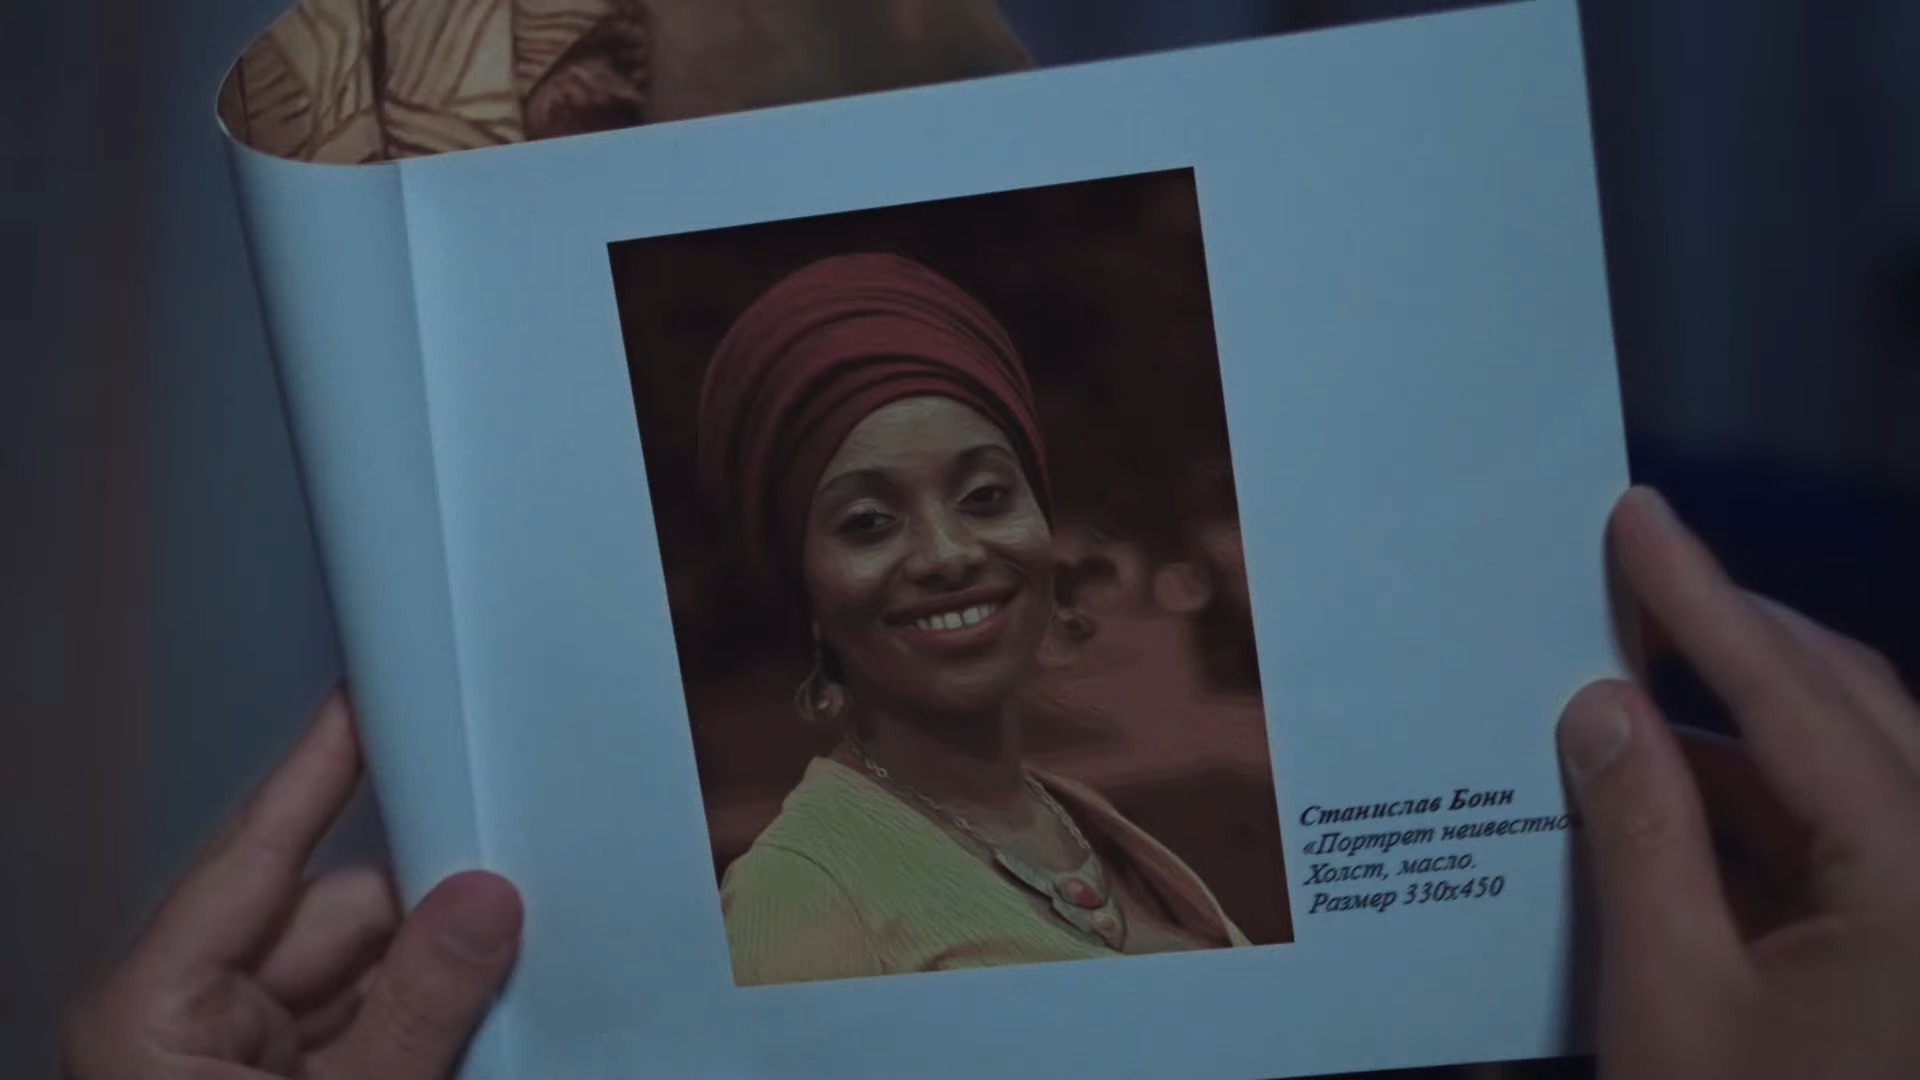 Станислав Бонн
«Портрет неивестно
Холст, масло.
Размер 330х450